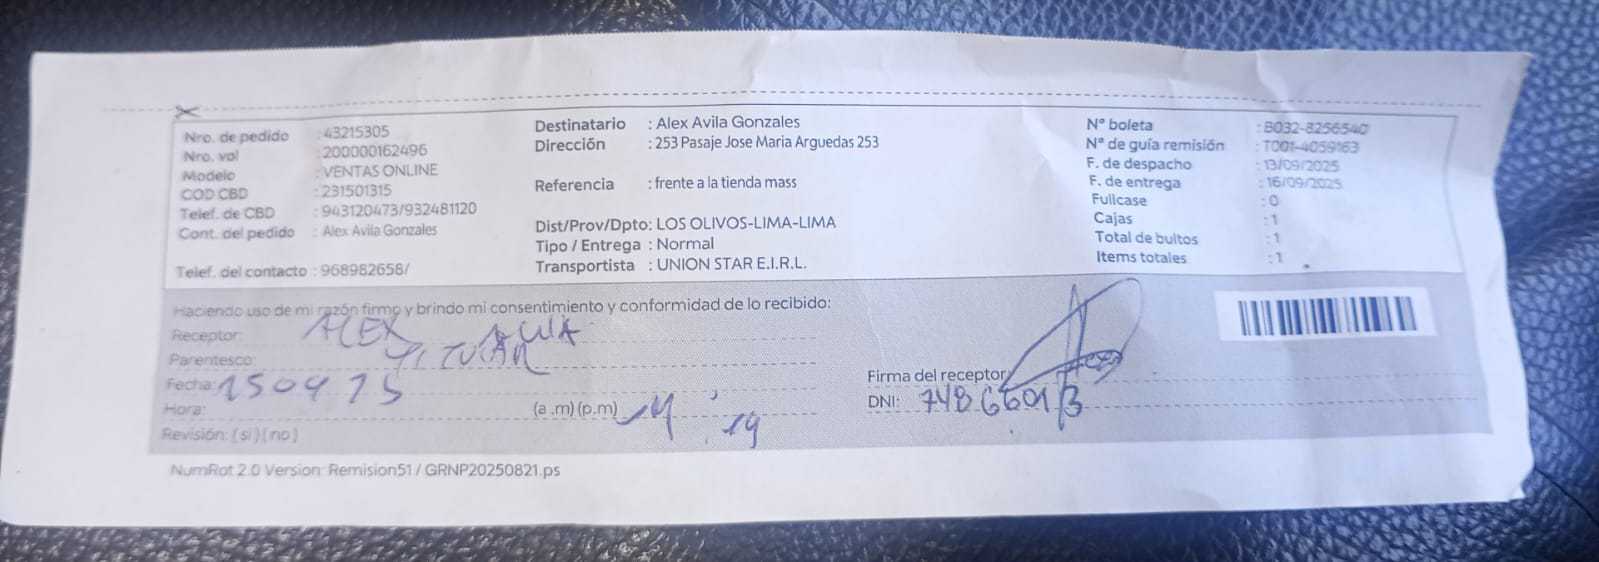 Nro. de pedido : 43215305
Nro. vol : 200000162496
Modelo : VENTAS ONLINE
COD CBD : 231501315
Telef. de CBD : 943120473/932481120
Cont. del pedido : Alex Avila Gonzales
Telef. del contacto : 968982658/
Destinatario : Alex Avila Gonzales
Dirección : 253 Pasaje Jose Maria Arguedas 253
Referencia : frente a la tienda mass
Dist/Prov/Dpto: LOS OLIVOS-LIMA-LIMA
Tipo / Entrega : Normal
Transportista : UNION STAR E.I.R.L.
N° boleta : B032-8256540
N° de guía remisión : T001-4059163
F. de despacho : 13/09/2025
F. de entrega : 16/09/2025
Fullcase : 0
Cajas : 1
Total de bultos : 1
Items totales : 1
Haciendo uso de mi razón firmo y brindo mi consentimiento y conformidad de lo recibido:
Receptor: ALEX
Parentesco: TITULAR
Fecha:
Hora: (a .m) (p.m)
Revisión: ( si ) ( no )
Firma del receptor
DNI:
NumRot 2.0 Version: Remision51 / GRNP20250821.ps